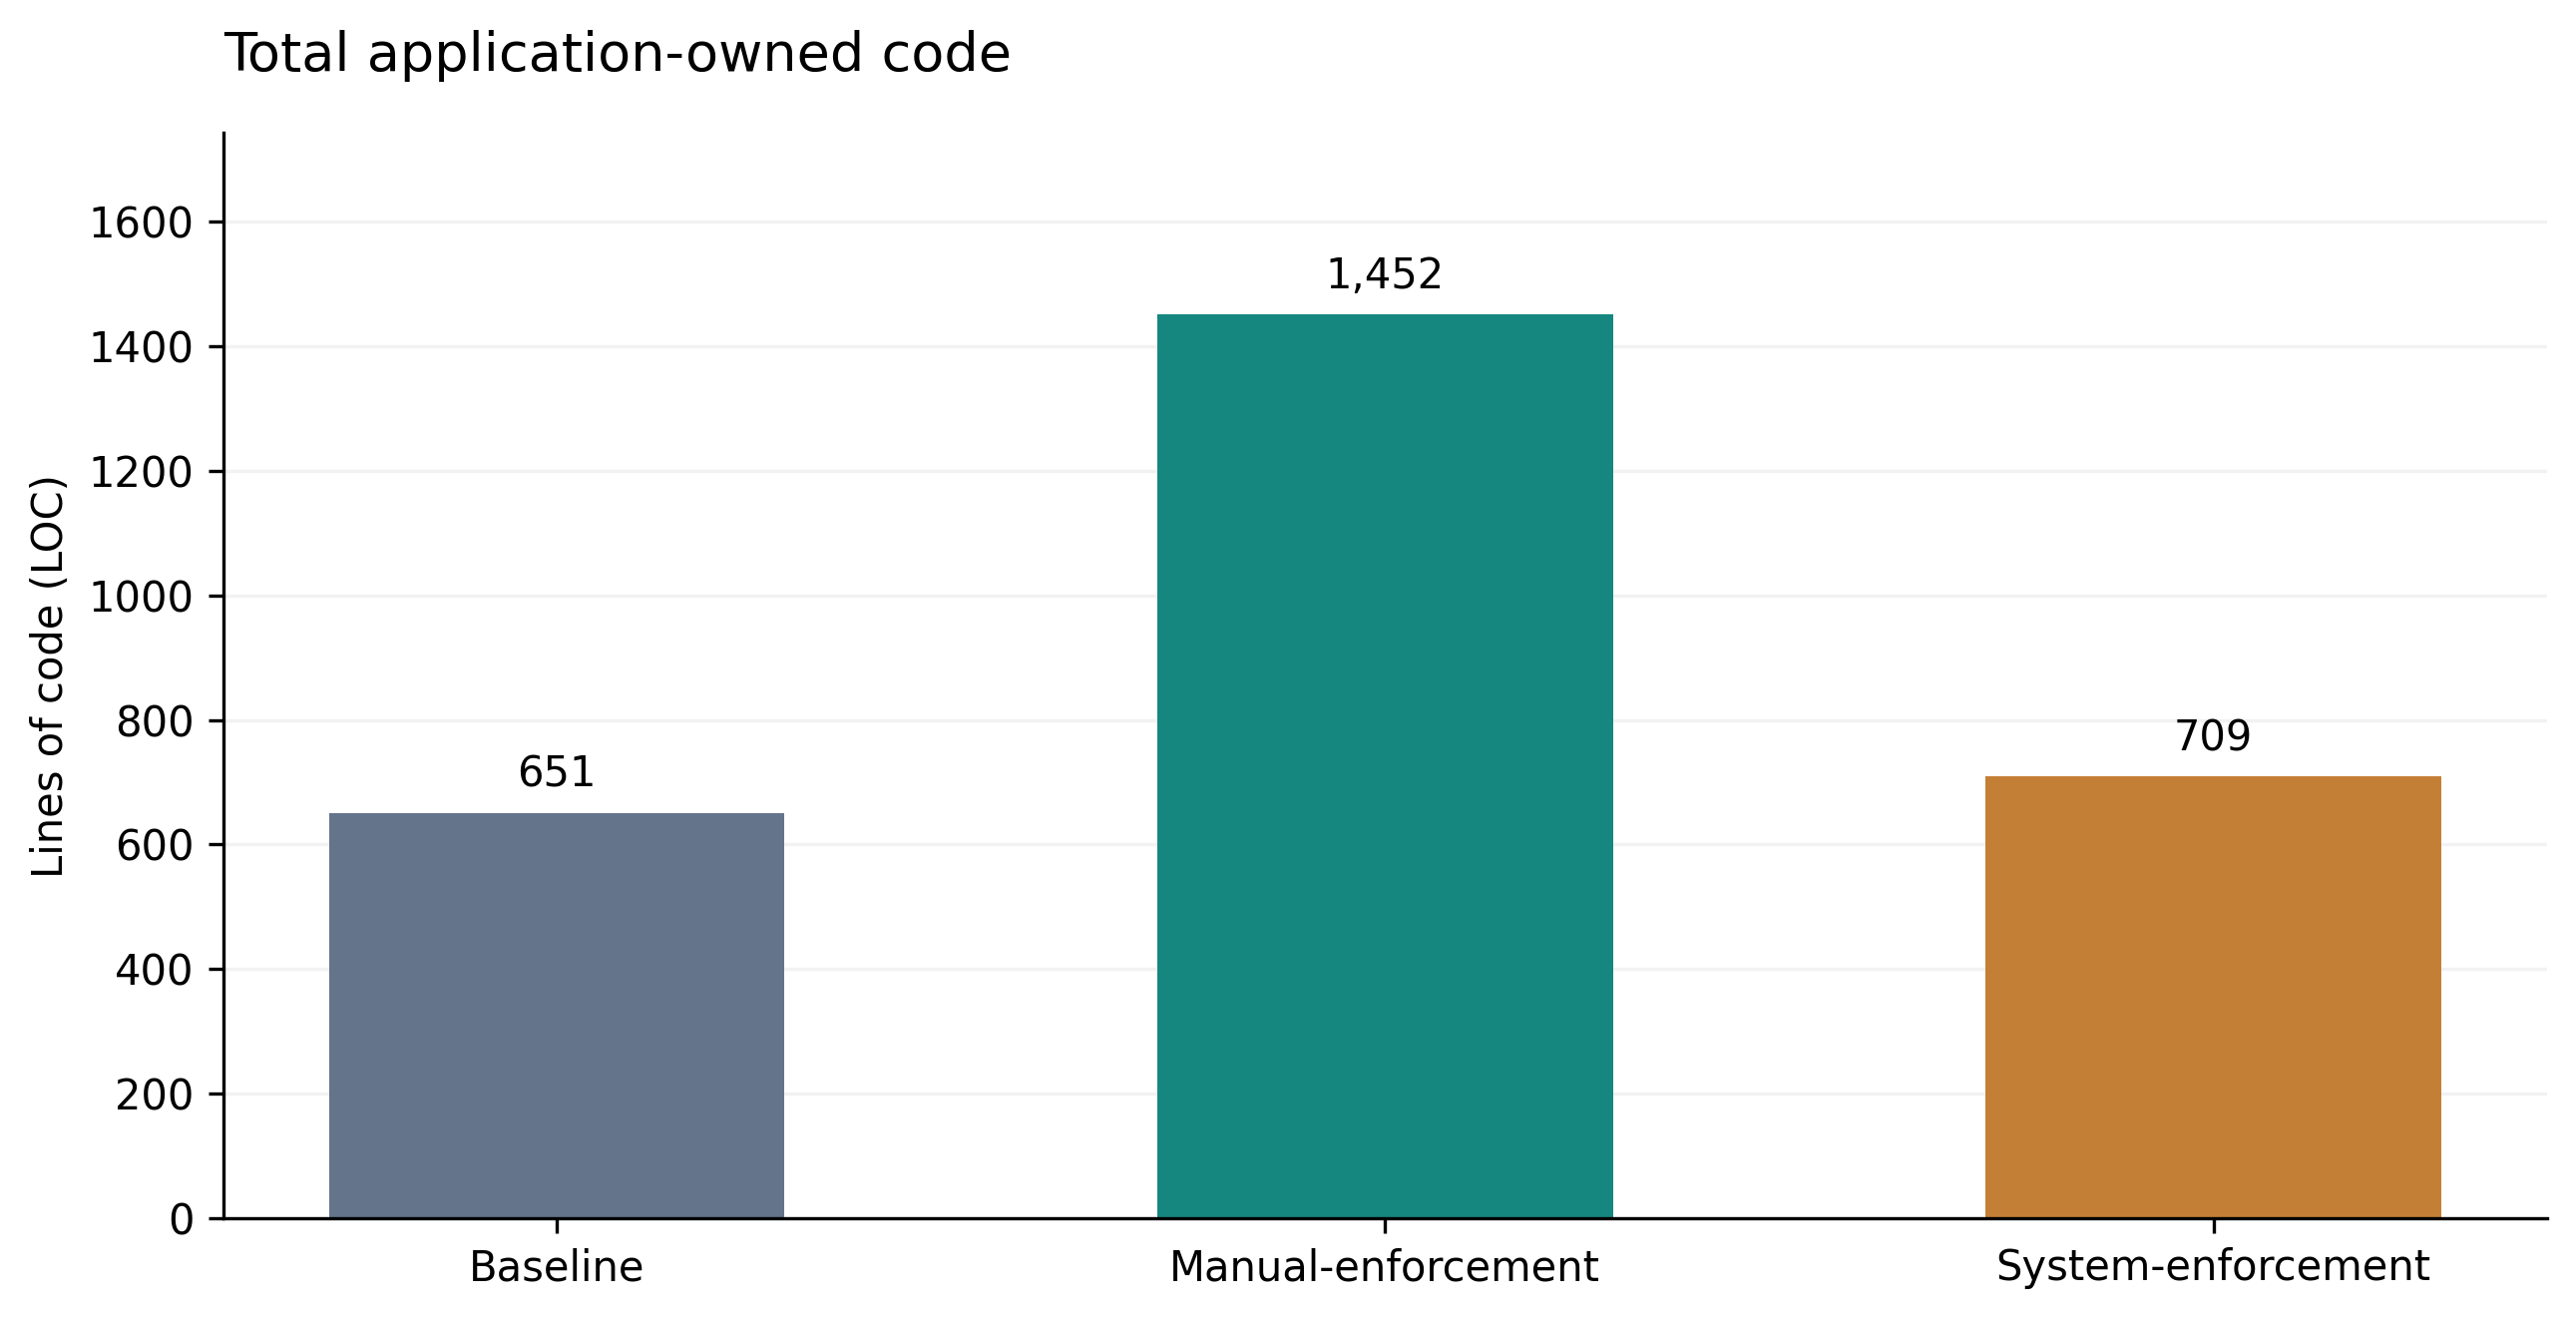 Total application-owned code
Lines of code (LOC)
1600
1400
1200
1000
800
600
400
200
0
651
1,452
709
Baseline
Manual-enforcement
System-enforcement